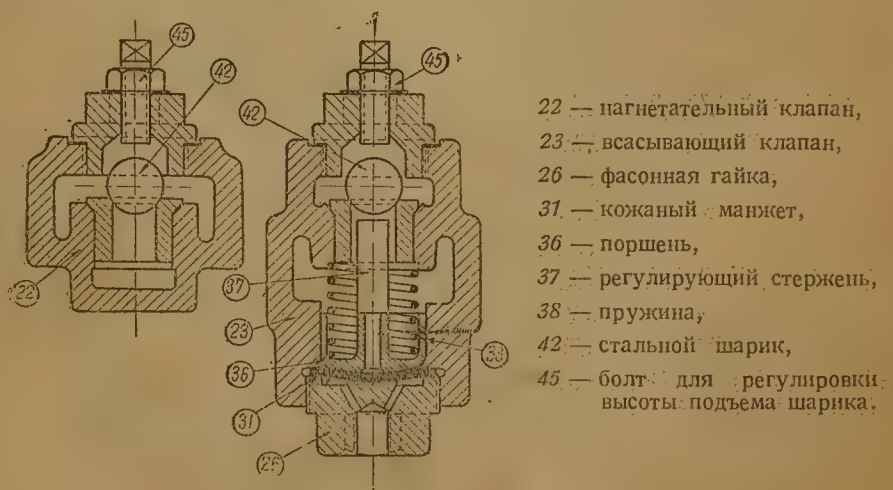 45
42
22
45
42
37
23
36
31
26
38
22 — нагнетательный клапан,
23 — всасывающий клапан,
26 — фасонная гайка,
31 — кожаный манжет,
36 — поршень,
37 — регулирующий стержень,
38 — пружина,
42 — стальной шарик,
45 — болт для регулировки
высоты подъема шарика.